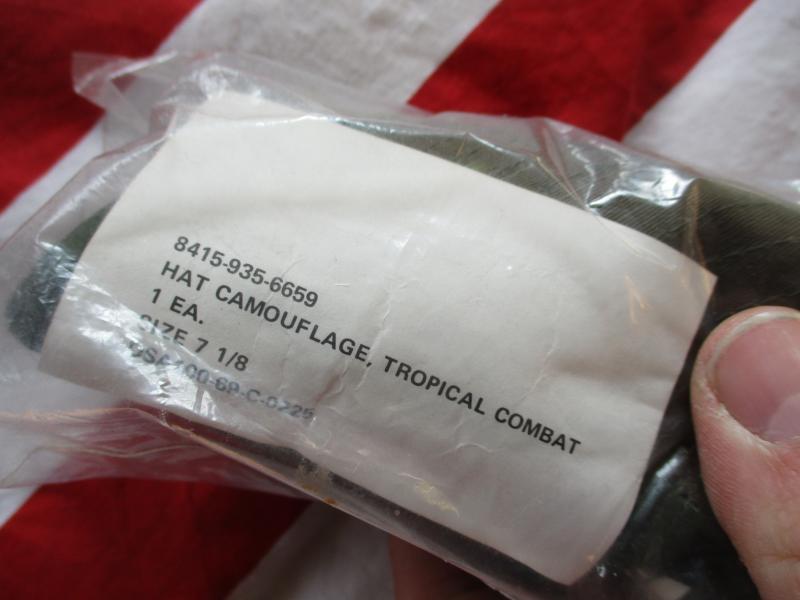 8415-935-6659
HAT CAMOUFLAGE, TROPICAL COMBAT
1 EA.
SIZE 7 1/8